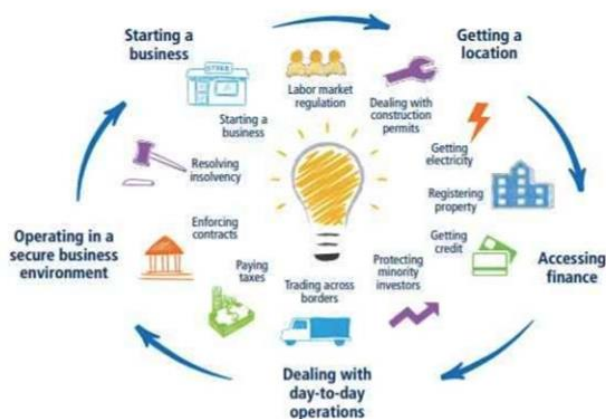 Starting a
business
Getting a
location
Labor market
regulation
Dealing with
construction
permits
Starting a
business
Getting
electricity
Resolving
insolvency
Registering
property
Enforcing
contracts
Getting
credit
Operating in a
secure business
environment
Accessing
finance
Paying
taxes
Trading across
borders
Protecting
minority
investors
Dealing with
day-to-day
operations